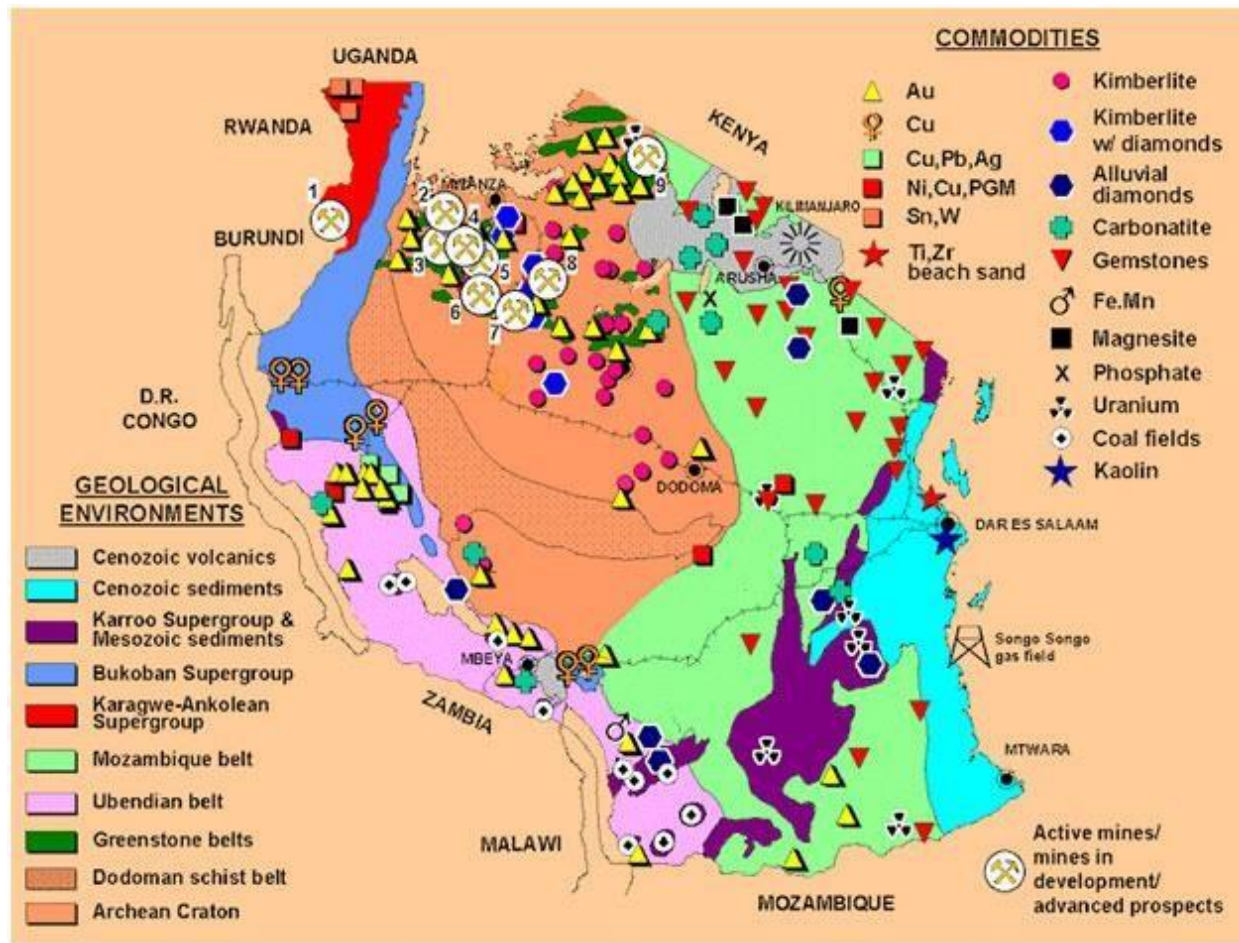 COMMODITIES
Au
Cu
Cu,Pb,Ag
Ni,Cu,PGM
Sn,W
Ti,Zr
beach sand
Kimberlite
Kimberlite
w/ diamonds
Alluvial
diamonds
Carbonatite
Gemstones
Fe.Mn
Magnesite
X
Phosphate
Uranium
Coal fields
Kaolin
UGANDA
RWANDA
BURUNDI
KENYA
KILIMANJARO
ARUSHA
X
1
2
3
4
5
6
7
8
9
D.R.
CONGO
DODOMA
DAR ES SALAAM
Songo Songo
gas field
MBEYA
ZAMBIA
MTWARA
MALAWI
MOZAMBIQUE
GEOLOGICAL
ENVIRONMENTS
Cenozoic volcanics
Cenozoic sediments
Karroo Supergroup &
Mesozoic sediments
Bukoban Supergroup
Karagwe-Ankolean
Supergroup
Mozambique belt
Ubendian belt
Greenstone belts
Dodoman schist belt
Archean Craton
Active mines/
mines in
development/
advanced prospects